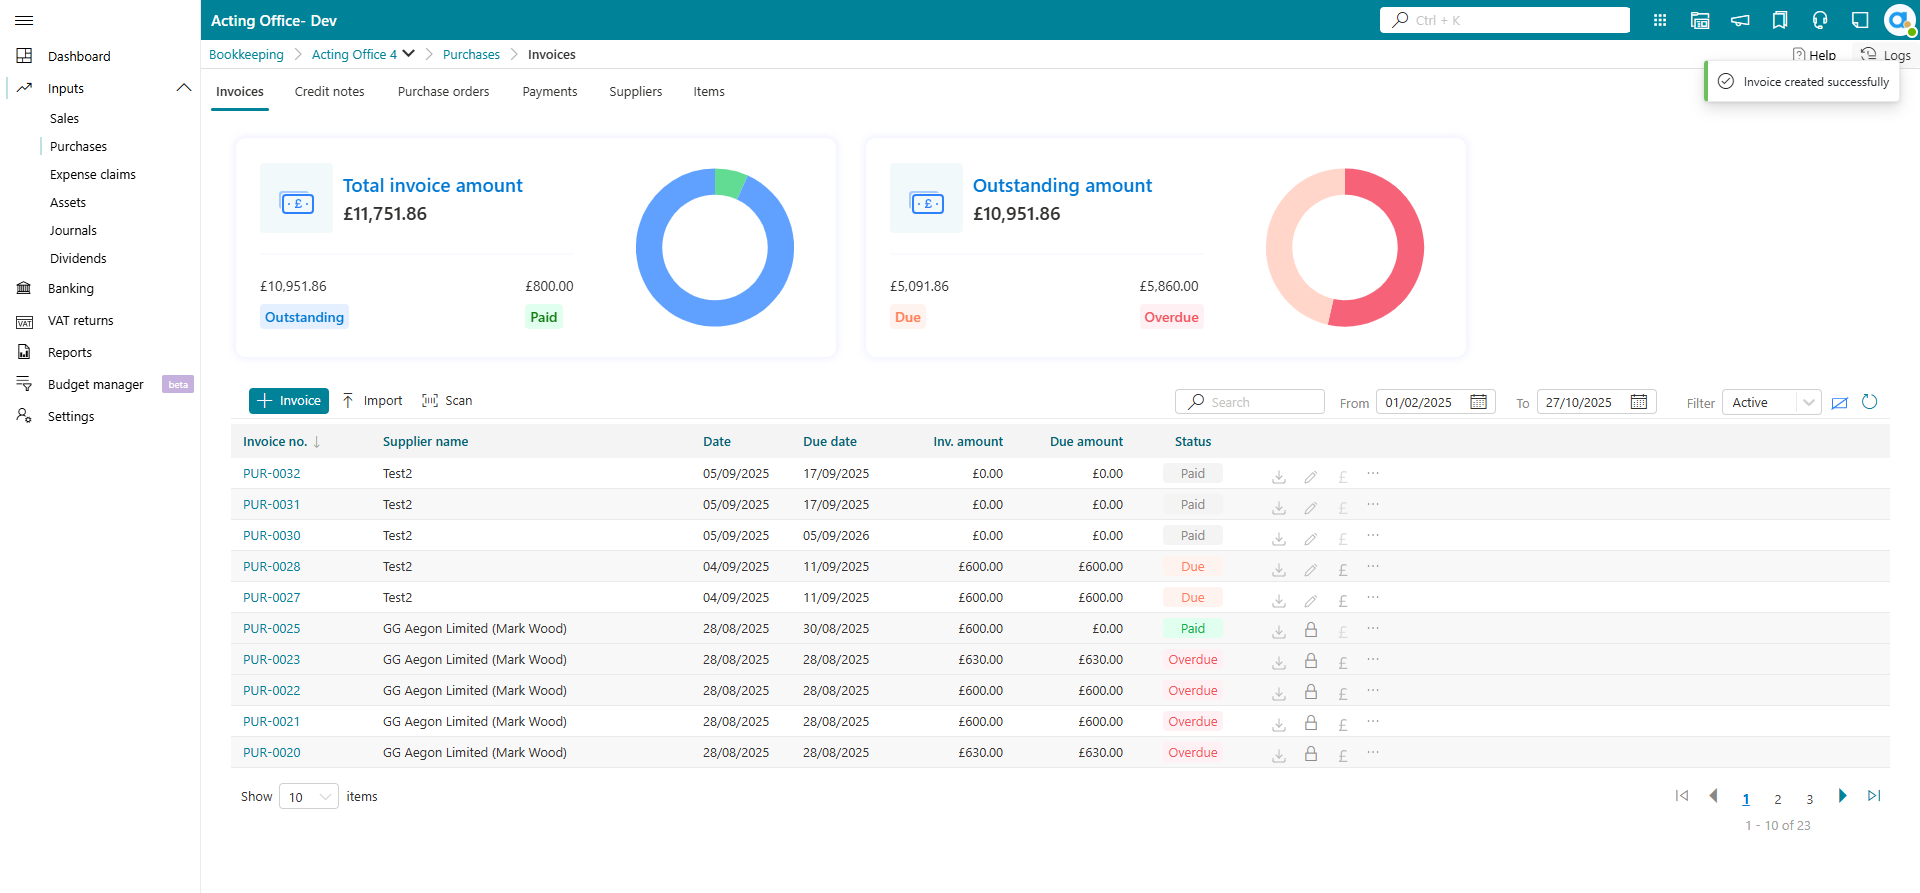 Acting Office- Dev
Ctrl + K
Dashboard
Inputs
Sales
Purchases
Expense claims
Assets
Journals
Dividends
Banking
VAT
VAT returns
Reports
Budget manager beta
Settings
Bookkeeping Acting Office 4 Purchases Invoices
Help Logs
Invoice created successfully
Invoices Credit notes Purchase orders Payments Suppliers Items
Total invoice amount
£11,751.86
£10,951.86 £800.00
Outstanding Paid
Outstanding amount
£10,951.86
£5,091.86 £5,860.00
Due Overdue
Invoice Import Scan Search From 01/02/2025 To 27/10/2025 Filter Active
Invoice no. Supplier name Date Due date Inv. amount Due amount Status
PUR-0032 Test2 05/09/2025 17/09/2025 £0.00 £0.00 Paid £ ...
PUR-0031 Test2 05/09/2025 17/09/2025 £0.00 £0.00 Paid £ ...
PUR-0030 Test2 05/09/2025 05/09/2026 £0.00 £0.00 Paid £ ...
PUR-0028 Test2 04/09/2025 11/09/2025 £600.00 £600.00 Due £ ...
PUR-0027 Test2 04/09/2025 11/09/2025 £600.00 £600.00 Due £ ...
PUR-0025 GG Aegon Limited (Mark Wood) 28/08/2025 30/08/2025 £600.00 £0.00 Paid £ ...
PUR-0023 GG Aegon Limited (Mark Wood) 28/08/2025 28/08/2025 £630.00 £630.00 Overdue £ ...
PUR-0022 GG Aegon Limited (Mark Wood) 28/08/2025 28/08/2025 £600.00 £600.00 Overdue £ ...
PUR-0021 GG Aegon Limited (Mark Wood) 28/08/2025 28/08/2025 £600.00 £600.00 Overdue £ ...
PUR-0020 GG Aegon Limited (Mark Wood) 28/08/2025 28/08/2025 £630.00 £630.00 Overdue £ ...
Show 10 items
1 2 3
1 - 10 of 23